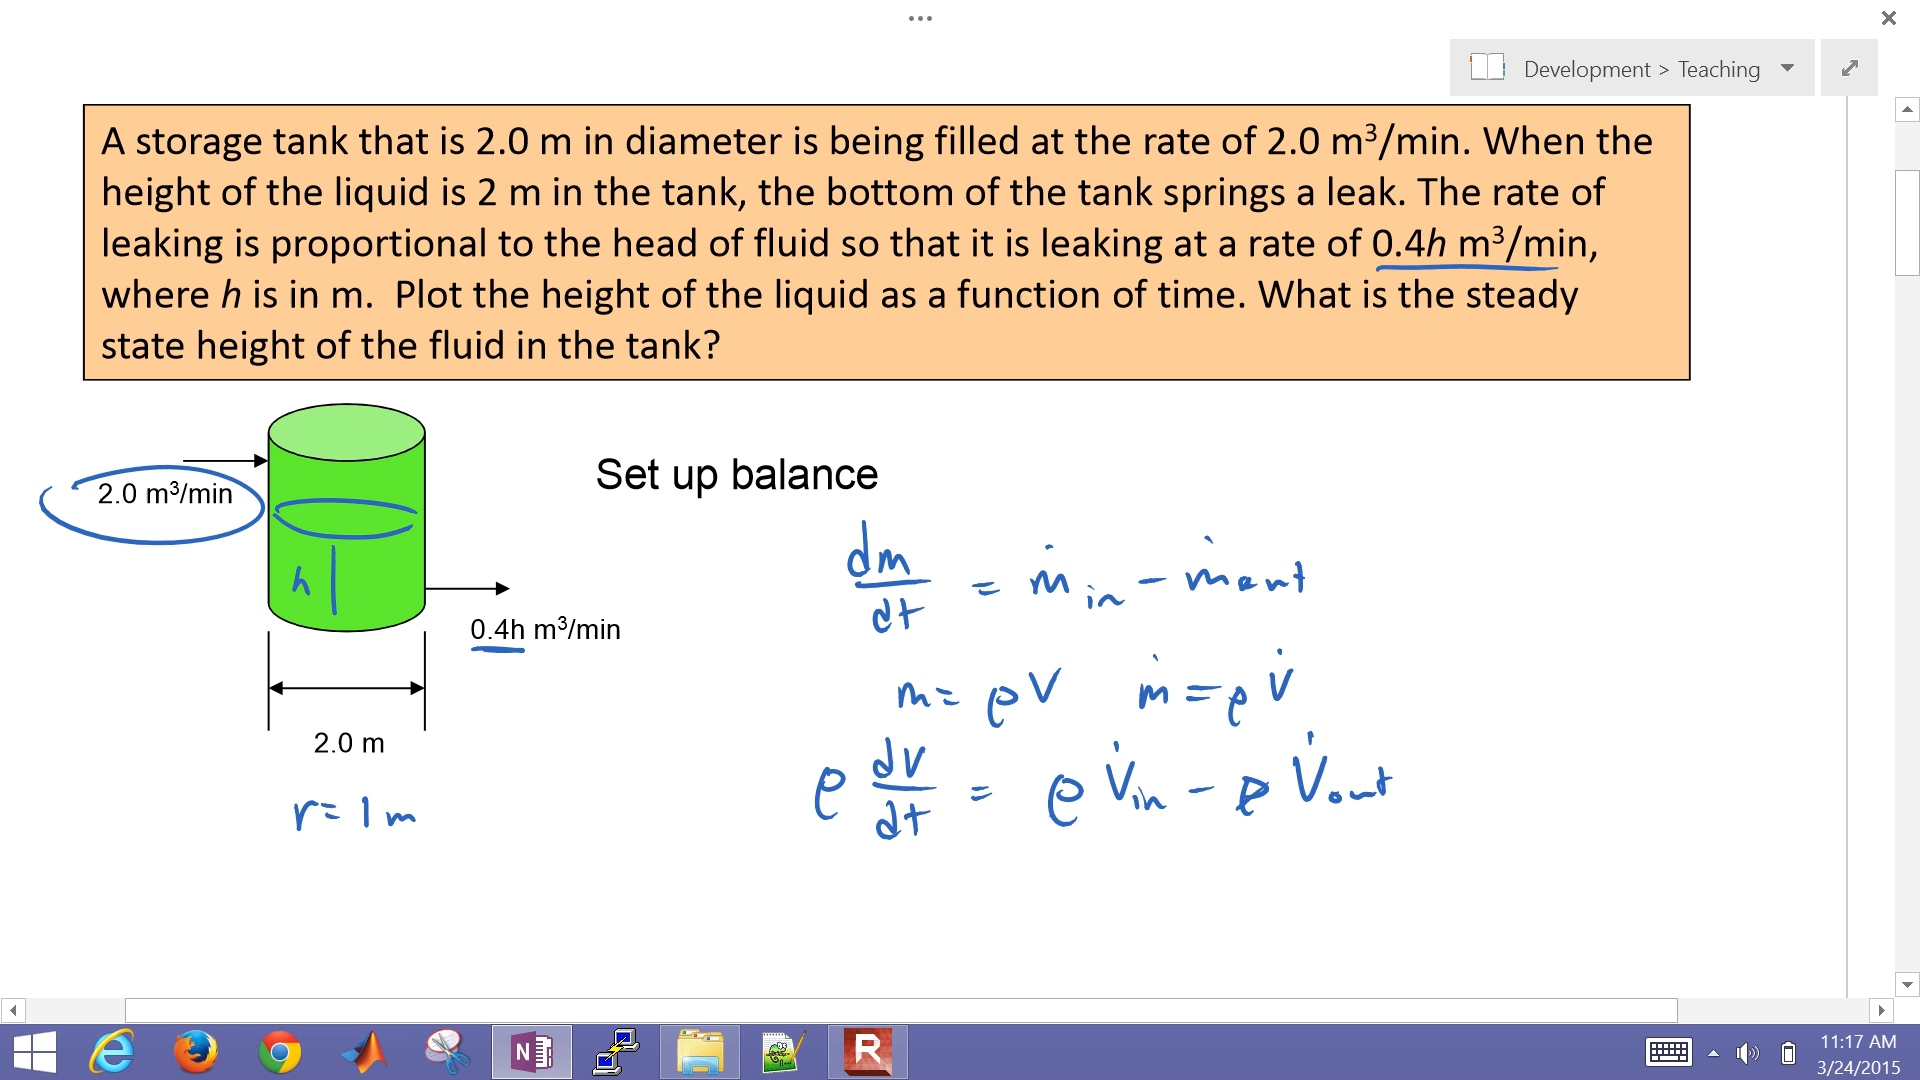 Development > Teaching
A storage tank that is 2.0 m in diameter is being filled at the rate of 2.0 m³/min. When the
height of the liquid is 2 m in the tank, the bottom of the tank springs a leak. The rate of
leaking is proportional to the head of fluid so that it is leaking at a rate of 0.4h m³/min,
where h is in m.  Plot the height of the liquid as a function of time. What is the steady
state height of the fluid in the tank?
Set up balance
2.0 m³/min
h
0.4h m³/min
2.0 m
r = 1 m
dm/dt = ṁ in − ṁ out
m = ρV   ṁ = ρV̇
ρ dV/dt = ρ V̇in − ρ V̇out
N
R
11:17 AM
3/24/2015